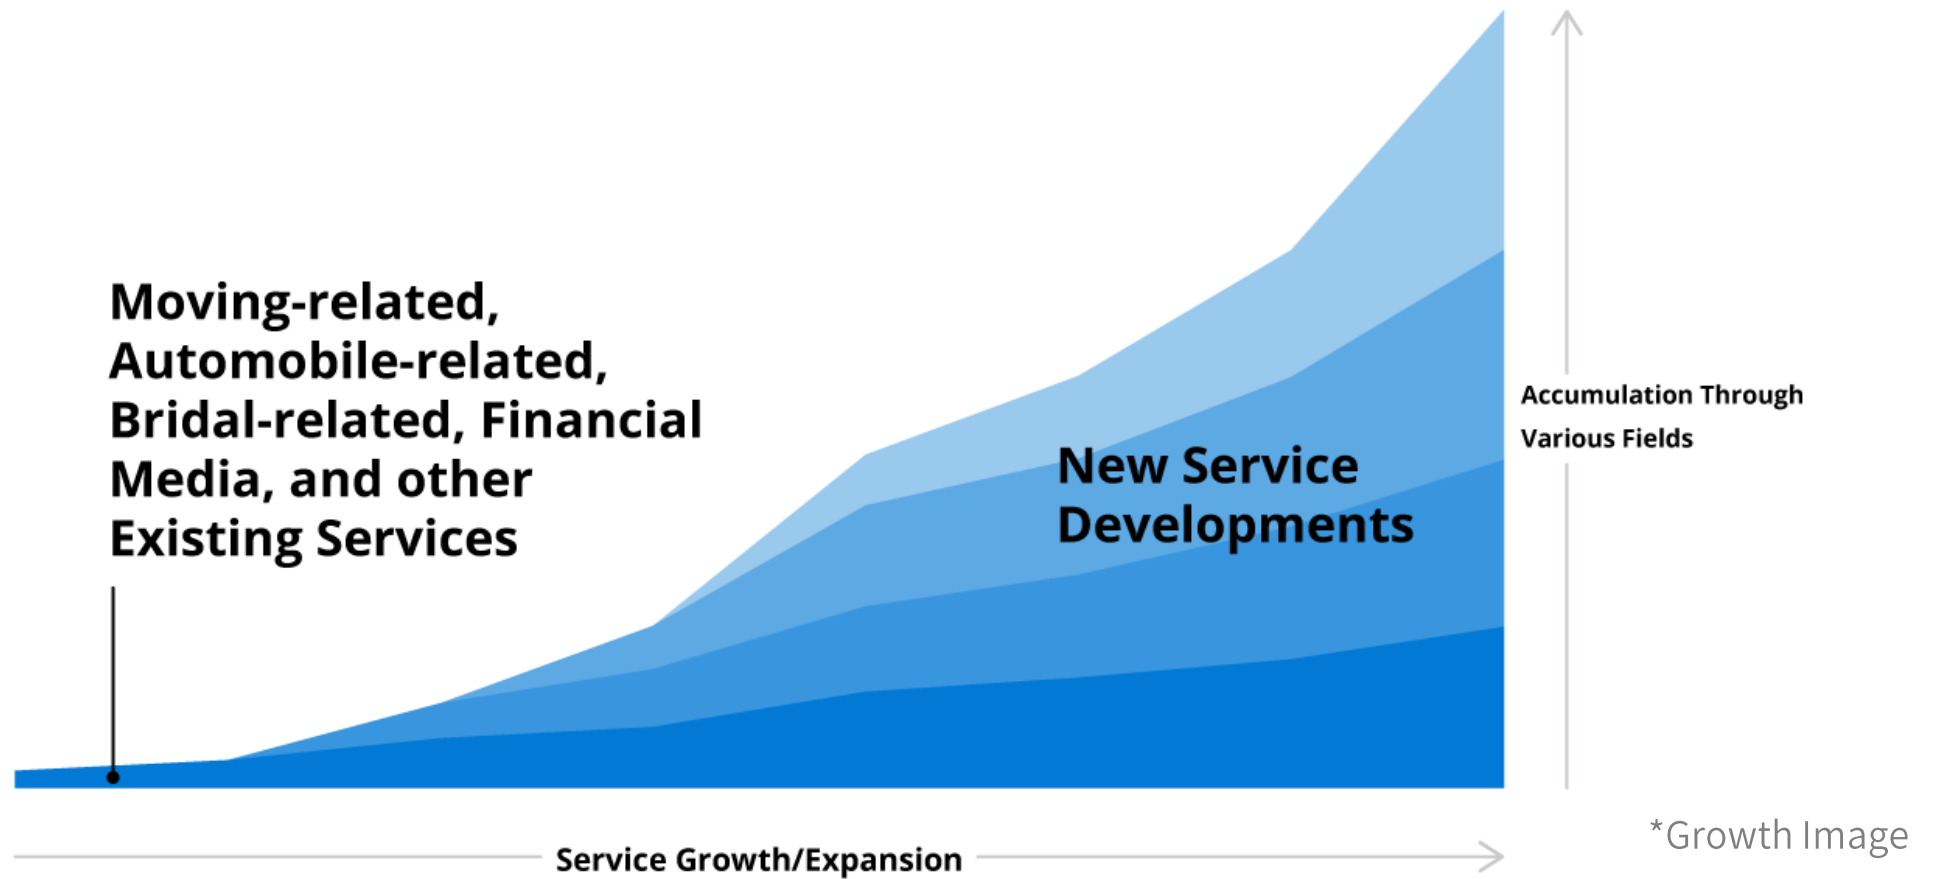 Moving-related,
Automobile-related,
Bridal-related, Financial
Media, and other
Existing Services
New Service
Developments
Accumulation Through
Various Fields
Service Growth/Expansion
*Growth Image